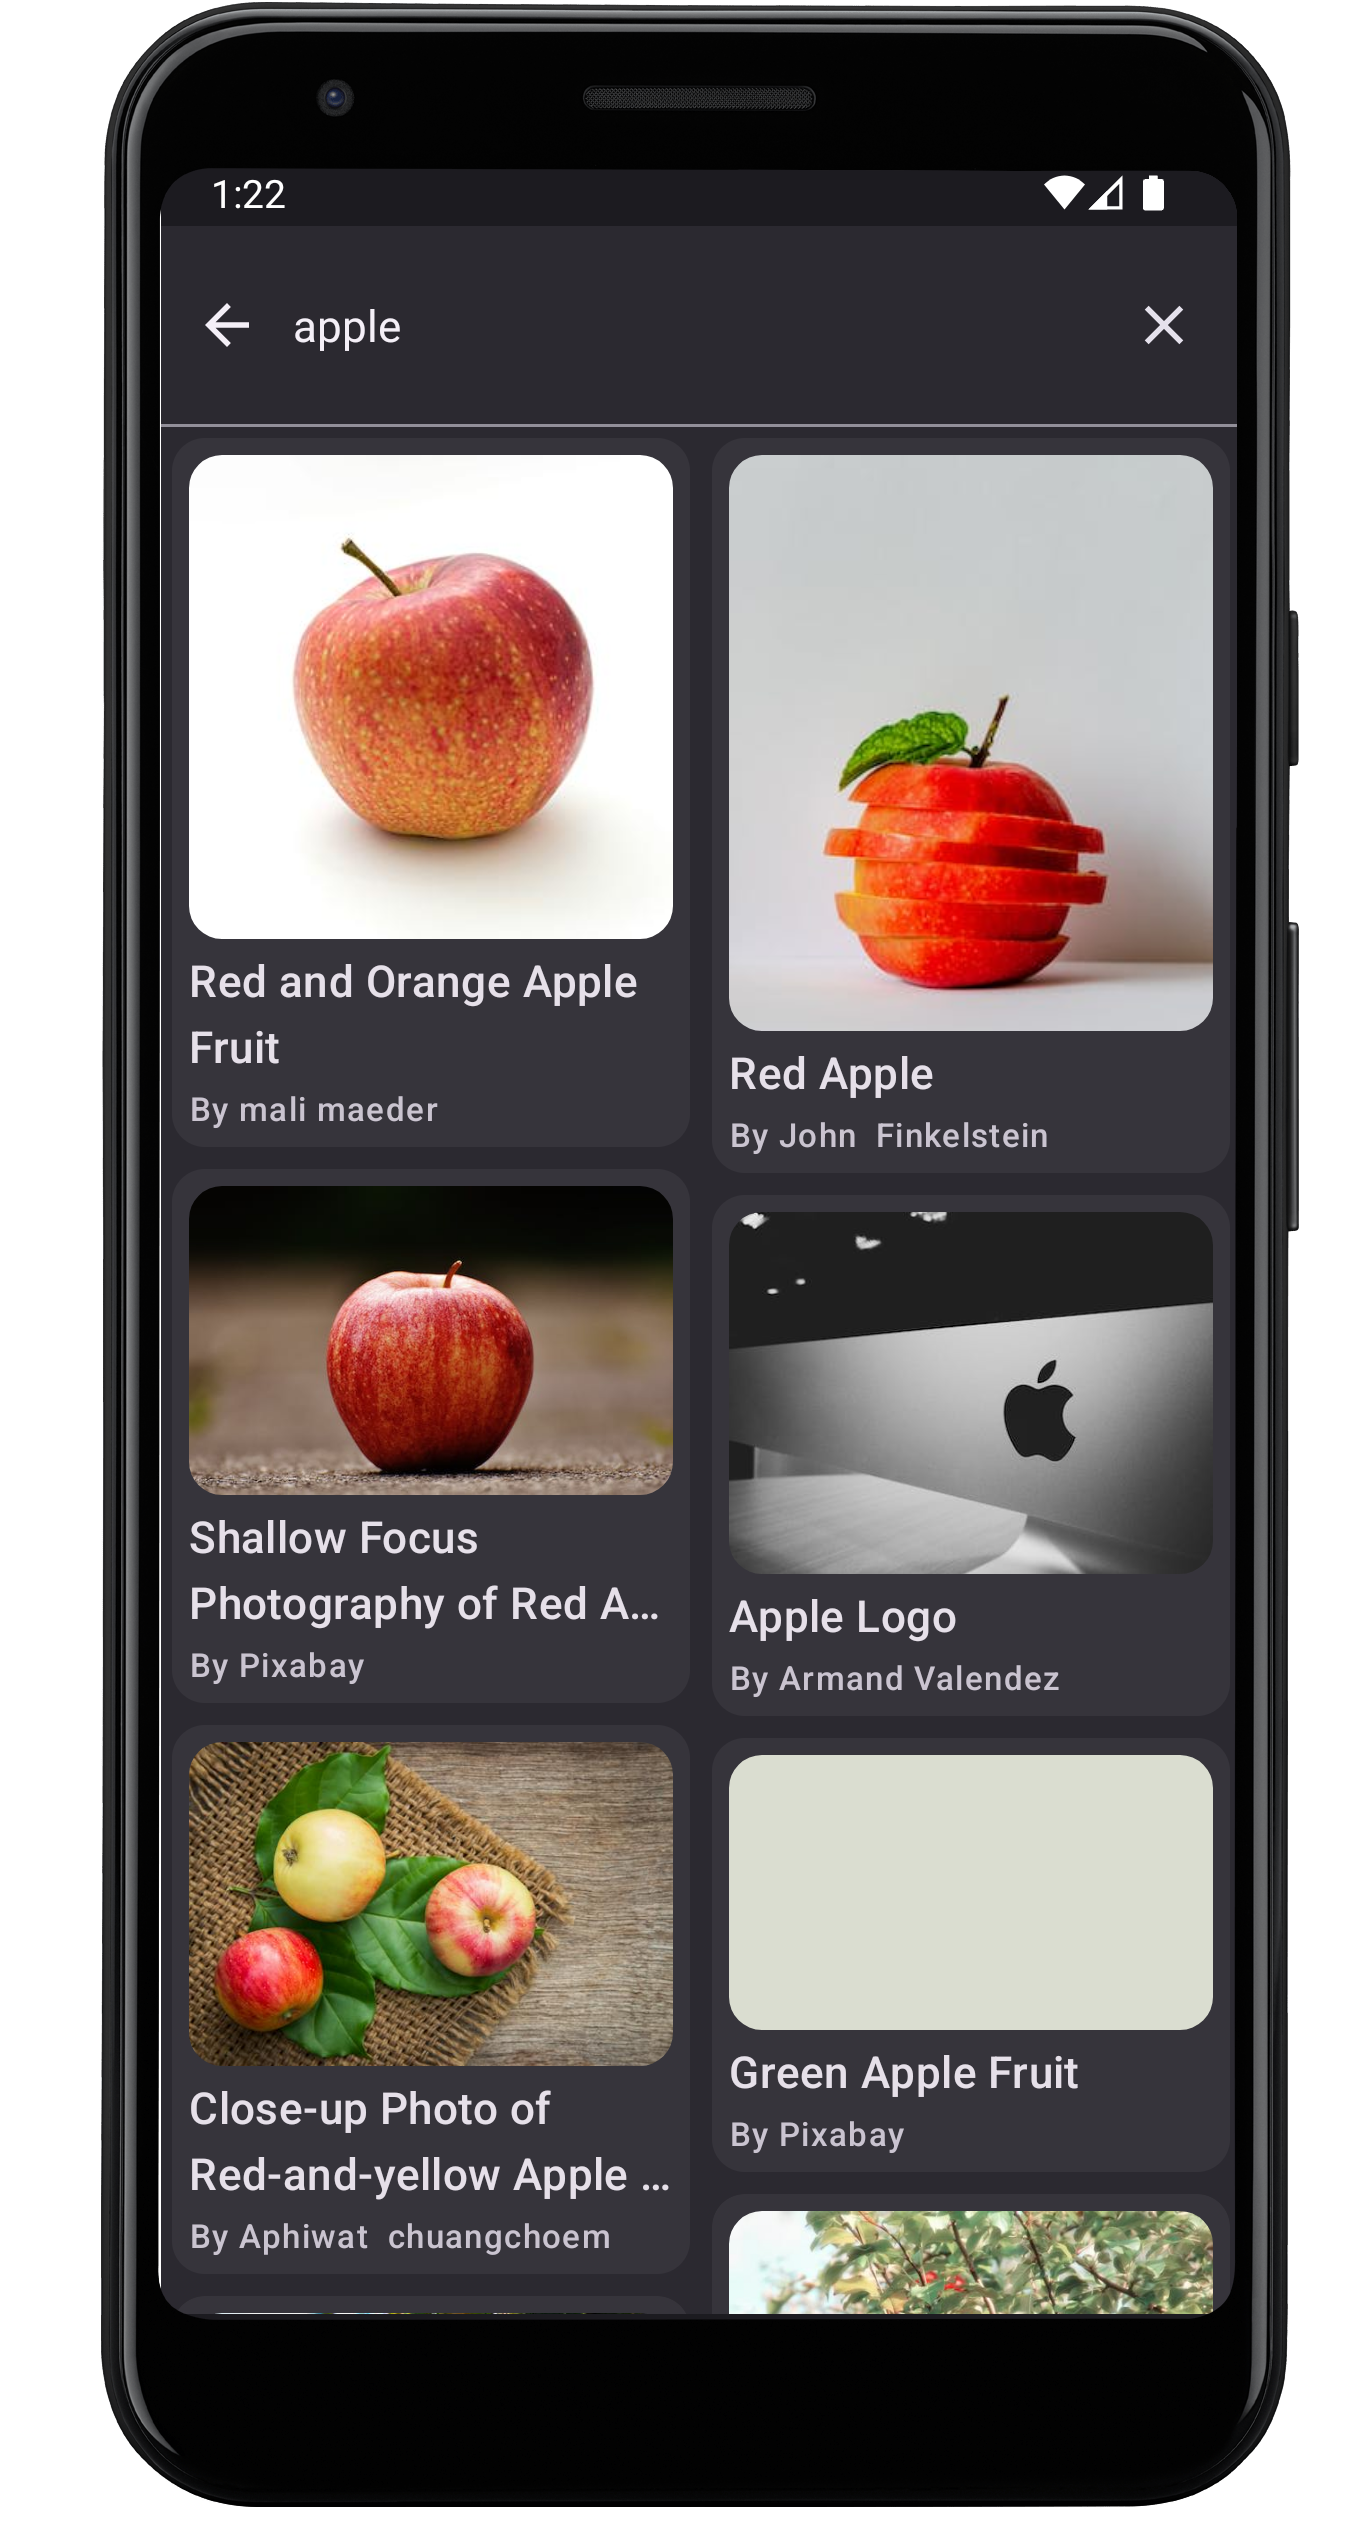 1:22
apple
Red and Orange Apple
Fruit
By mali maeder
Red Apple
By John  Finkelstein
Shallow Focus
Photography of Red A...
By Pixabay
Apple Logo
By Armand Valendez
Close-up Photo of
Red-and-yellow Apple ...
By Aphiwat  chuangchoem
Green Apple Fruit
By Pixabay